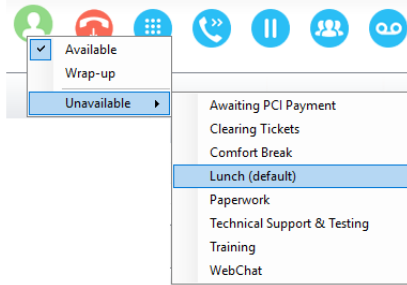 Available
Wrap-up
Unavailable
Awaiting PCI Payment
Clearing Tickets
Comfort Break
Lunch (default)
Paperwork
Technical Support & Testing
Training
WebChat